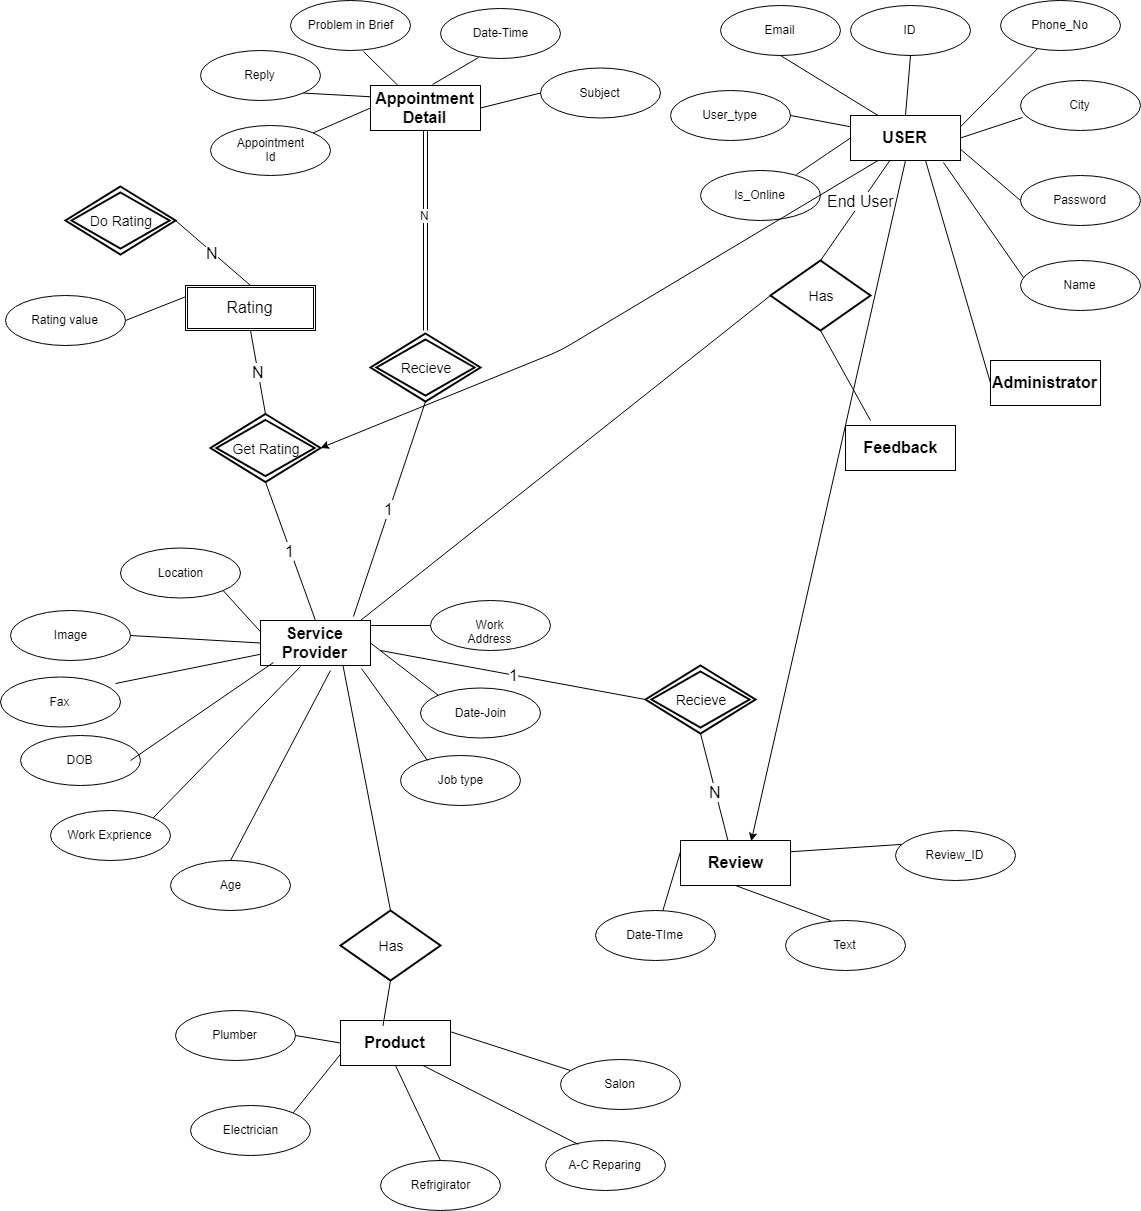 Problem in Brief
Date-Time
Email
ID
Phone_No
Reply
Subject
Appointment
Detail
City
User_type
USER
Appointment
Id
Is_Online
End User
Password
Do Rating
N
N
Name
Has
Rating
Rating value
Recieve
N
Administrator
Get Rating
Feedback
1
1
Location
Image
Service
Provider
Work
Address
Fax
1
Recieve
Date-Join
DOB
Job type
N
Work Exprience
Review
Review_ID
Age
Date-TIme
Text
Has
Plumber
Product
Salon
Electrician
A-C Reparing
Refrigirator